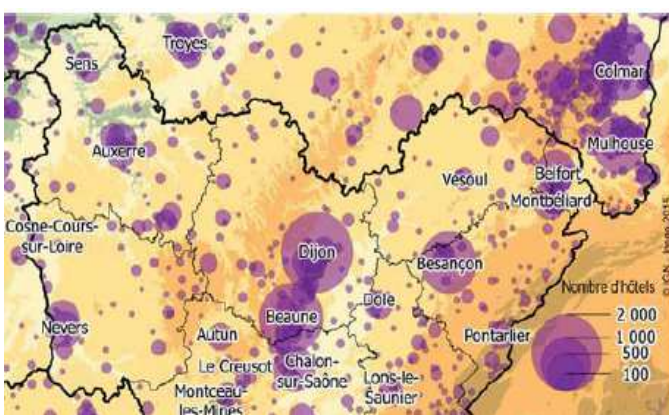 Troyes
Sens
Colmar
Auxerre
Mulhouse
Belfort
Vesoul
Montbéliard
Cosne-Cours-
sur-Loire
Dijon
Besançon
Nombre d'hôtels
2 000
1 000
500
100
Beaune
Dole
Nevers
Autun
Pontarlier
Le Creusot
Chalon-
sur-Saône
Lons-le-
Saunier
Montceau-
les-Mines